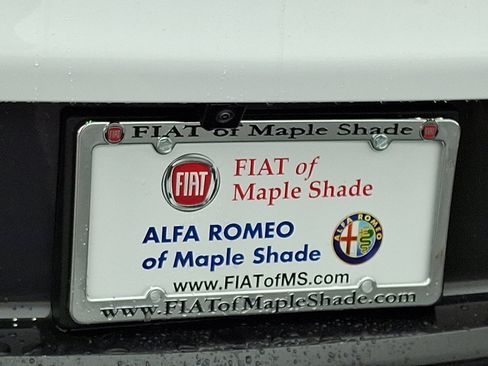 FIAT of Maple Shade
FIAT
FIAT of
Maple Shade
ALFA ROMEO
of Maple Shade
ALFA ROMEO
www.FIATofMS.com
www.FIATofMapleShade.com